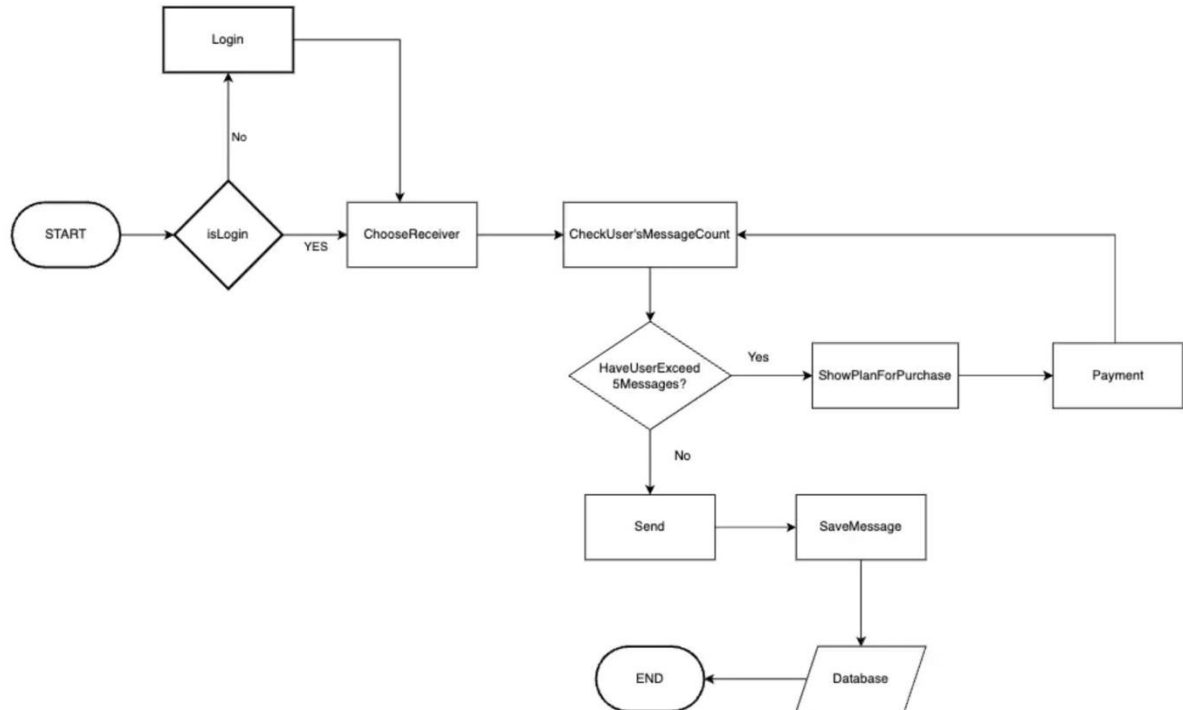 Login
No
START
isLogin
YES
ChooseReceiver
CheckUser'sMessageCount
HaveUserExceed
5Messages?
Yes
ShowPlanForPurchase
Payment
No
Send
SaveMessage
END
Database